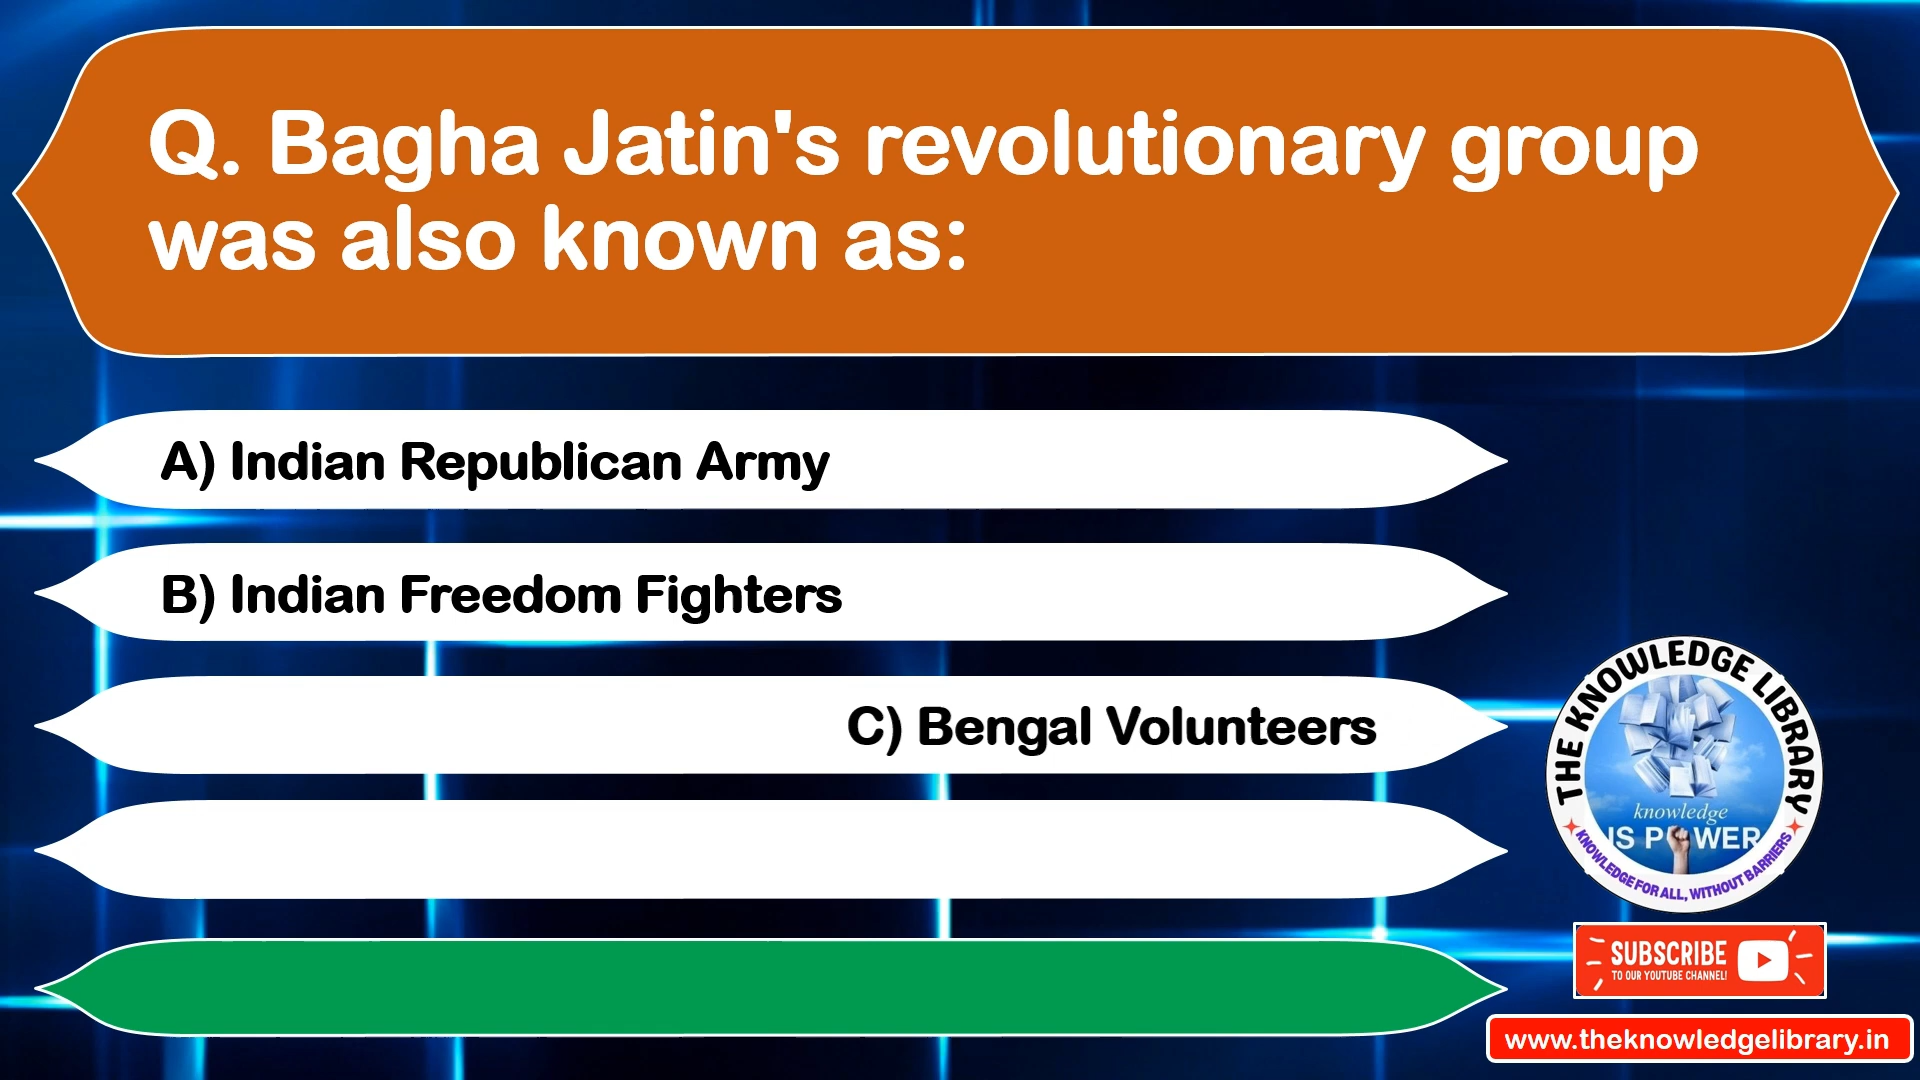 Q. Bagha Jatin's revolutionary group
was also known as:
A) Indian Republican Army
B) Indian Freedom Fighters
C) Bengal Volunteers
THE KNOWLEDGE LIBRARY
knowledge
IS POWER
KNOWLEDGE FOR ALL, WITHOUT BARRIERS
SUBSCRIBE
TO OUR YOUTUBE CHANNEL!
www.theknowledgelibrary.in